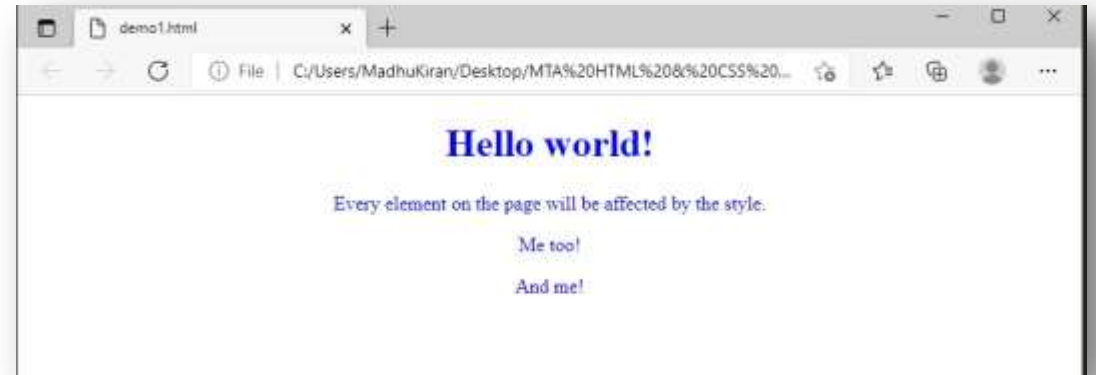 demo1.html
File C:/Users/MadhuKiran/Desktop/MTA%20HTML%20&%20CSS%20...
Hello world!
Every element on the page will be affected by the style.
Me too!
And me!